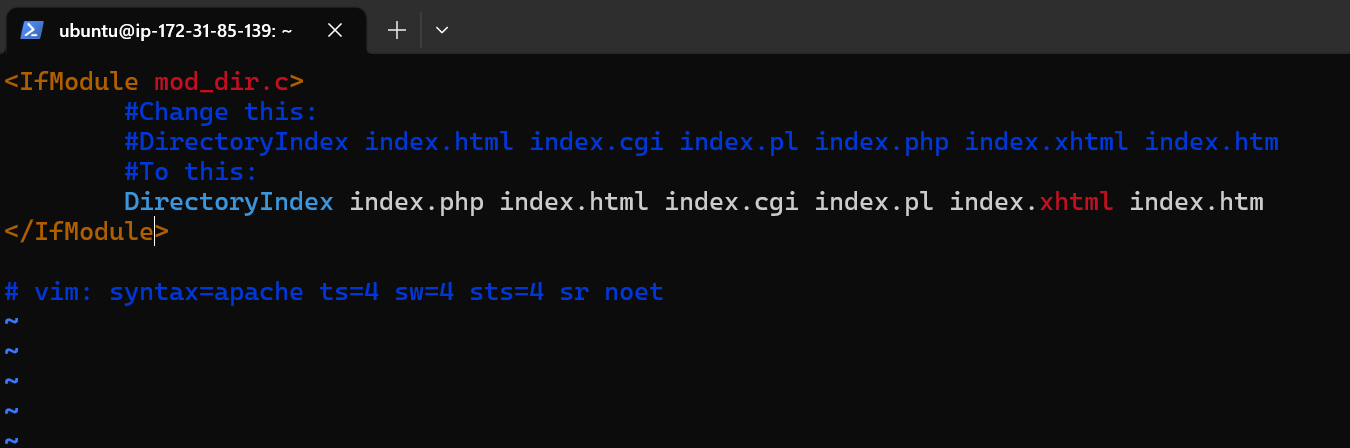 ubuntu@ip-172-31-85-139: ~
<IfModule mod_dir.c>
        #Change this:
        #DirectoryIndex index.html index.cgi index.pl index.php index.xhtml index.htm
        #To this:
        DirectoryIndex index.php index.html index.cgi index.pl index.xhtml index.htm
</IfModule>

# vim: syntax=apache ts=4 sw=4 sts=4 sr noet
~
~
~
~
~